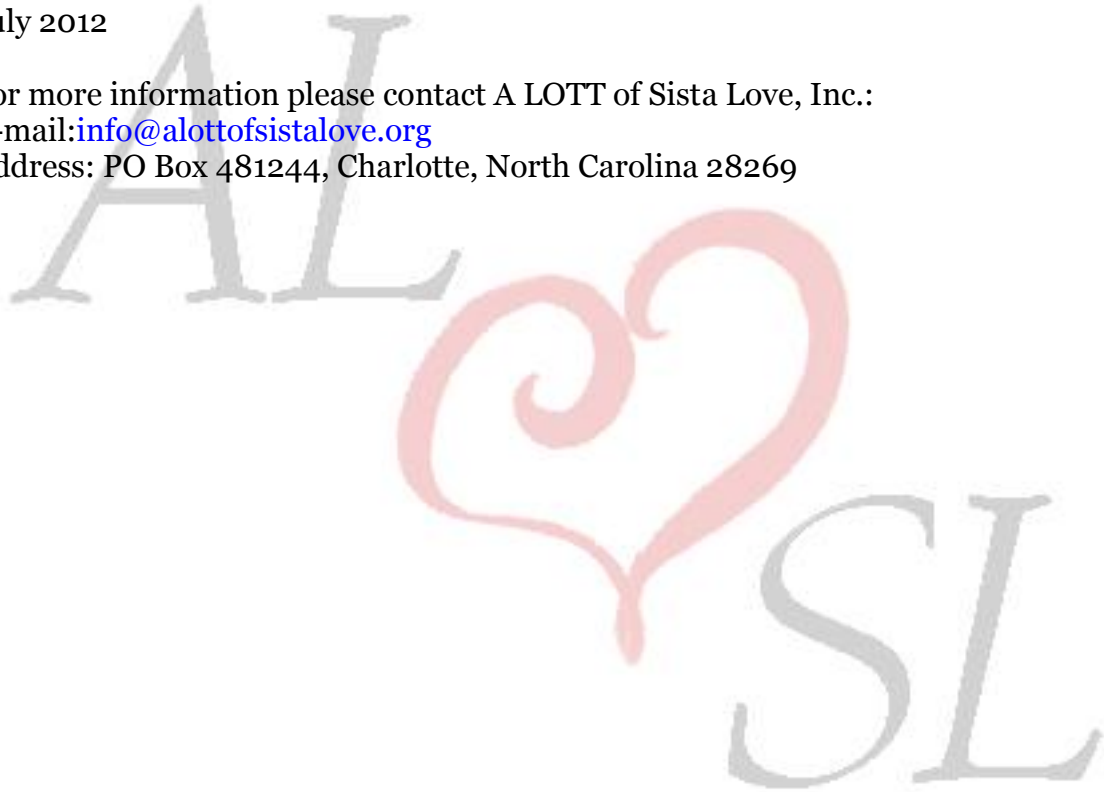 uly 2012
or more information please contact A LOTT of Sista Love, Inc.:
-mail:info@alottofsistalove.org
ddress: PO Box 481244, Charlotte, North Carolina 28269
AL
SL